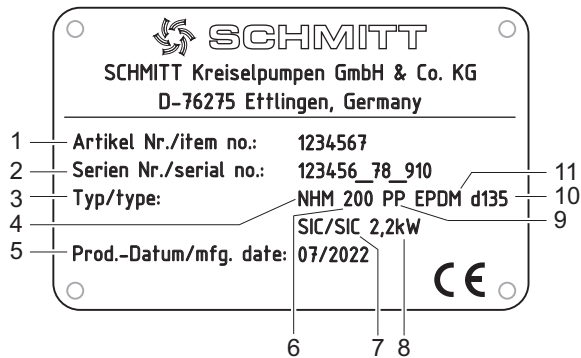 SCHMITT
SCHMITT Kreiselpumpen GmbH & Co. KG
D-76275 Ettlingen, Germany
1 Artikel Nr./item no.: 1234567
2 Serien Nr./serial no.: 123456_78_910 11
3 Typ/type: NHM 200 PP EPDM d135 10
4 9
SIC/SIC 2,2kW
5 Prod.-Datum/mfg. date: 07/2022
CE
6 7 8